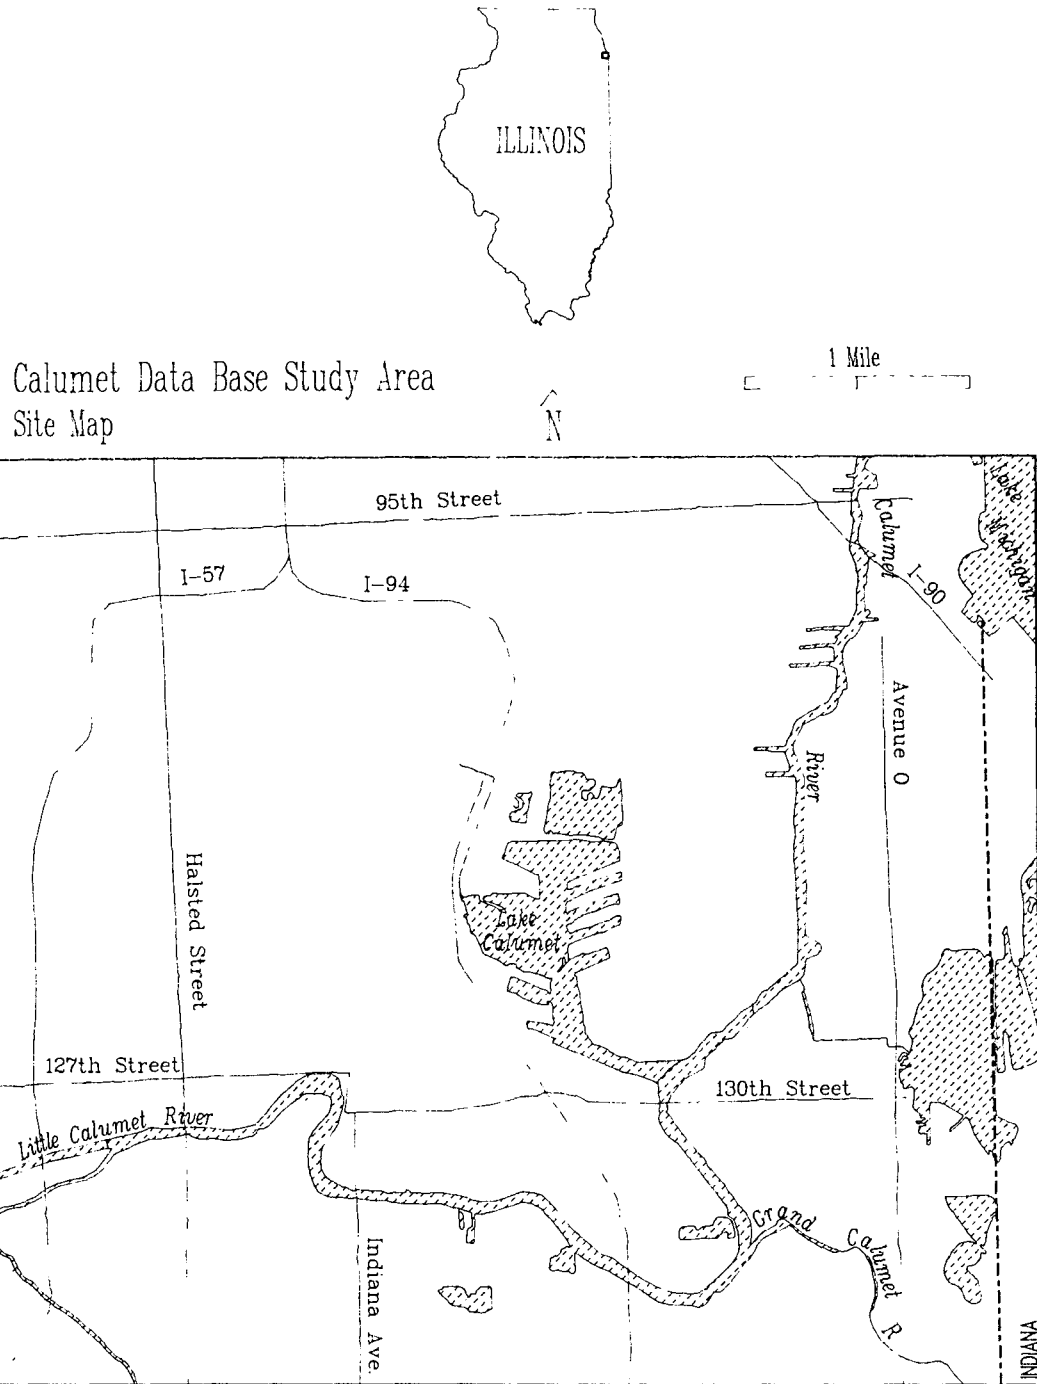 ILLINOIS
1 Mile
Calumet Data Base Study Area
Site Map
N
95th Street
Lake Michigan
Calumet
I-57
I-94
I-90
Avenue O
River
Halsted Street
Lake
Calumet
127th Street
130th Street
Little Calumet River
Grand Calumet R
Indiana Ave.
INDIANA